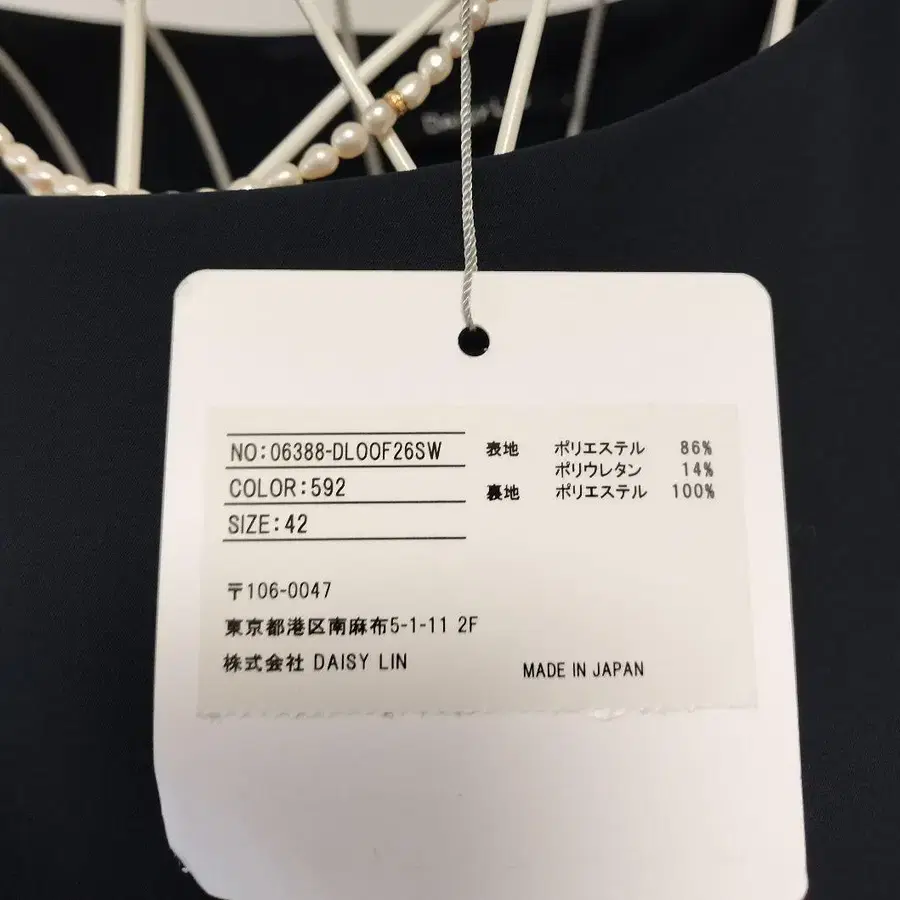 NO:06388-DL00F26SW
COLOR:592
SIZE:42
表地 ポリエステル 86%
ポリウレタン 14%
裏地 ポリエステル 100%
〒106-0047
東京都港区南麻布5-1-11 2F
株式会社 DAISY LIN
MADE IN JAPAN